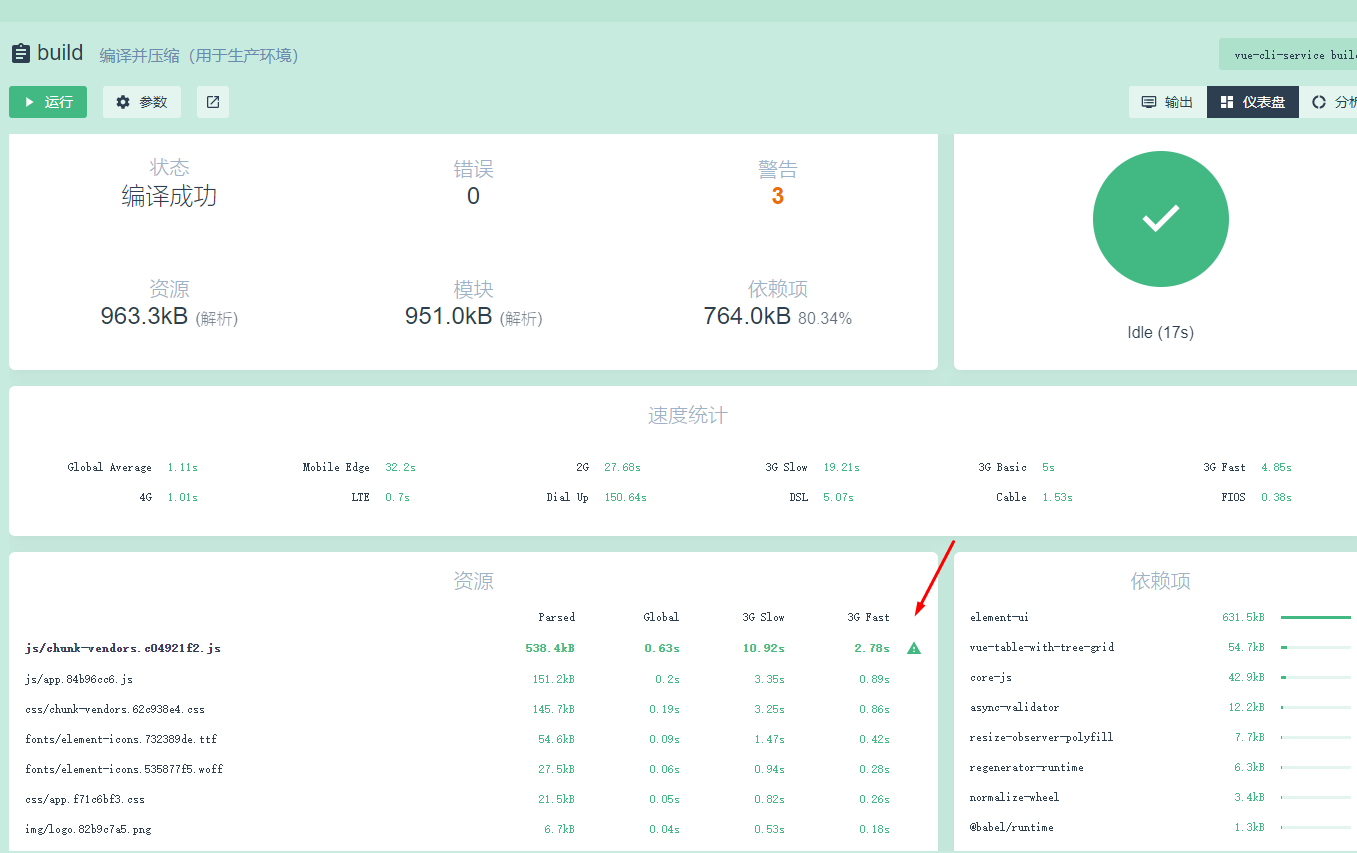 build 编译并压缩（用于生产环境） vue-cli-service buil
运行 参数 输出 仪表盘 分析
状态 错误 警告
编译成功 0 3
资源 模块 依赖项
963.3kB (解析) 951.0kB (解析) 764.0kB 80.34%
Idle (17s)
速度统计
Global Average 1.11s Mobile Edge 32.2s 2G 27.68s 3G Slow 19.21s 3G Basic 5s 3G Fast 4.85s
4G 1.01s LTE 0.7s Dial Up 150.64s DSL 5.07s Cable 1.53s FIOS 0.38s
资源
Parsed Global 3G Slow 3G Fast
js/chunk-vendors.c04921f2.js 538.4kB 0.63s 10.92s 2.78s
js/app.84b96cc6.js 151.2kB 0.2s 3.35s 0.89s
css/chunk-vendors.62c938e4.css 145.7kB 0.19s 3.25s 0.86s
fonts/element-icons.732389de.ttf 54.6kB 0.09s 1.47s 0.42s
fonts/element-icons.535877f5.woff 27.5kB 0.06s 0.94s 0.28s
css/app.f71c6bf3.css 21.5kB 0.05s 0.82s 0.26s
img/logo.82b9c7a5.png 6.7kB 0.04s 0.53s 0.18s
依赖项
element-ui 631.5kB
vue-table-with-tree-grid 54.7kB
core-js 42.9kB
async-validator 12.2kB
resize-observer-polyfill 7.7kB
regenerator-runtime 6.3kB
normalize-wheel 3.4kB
@babel/runtime 1.3kB